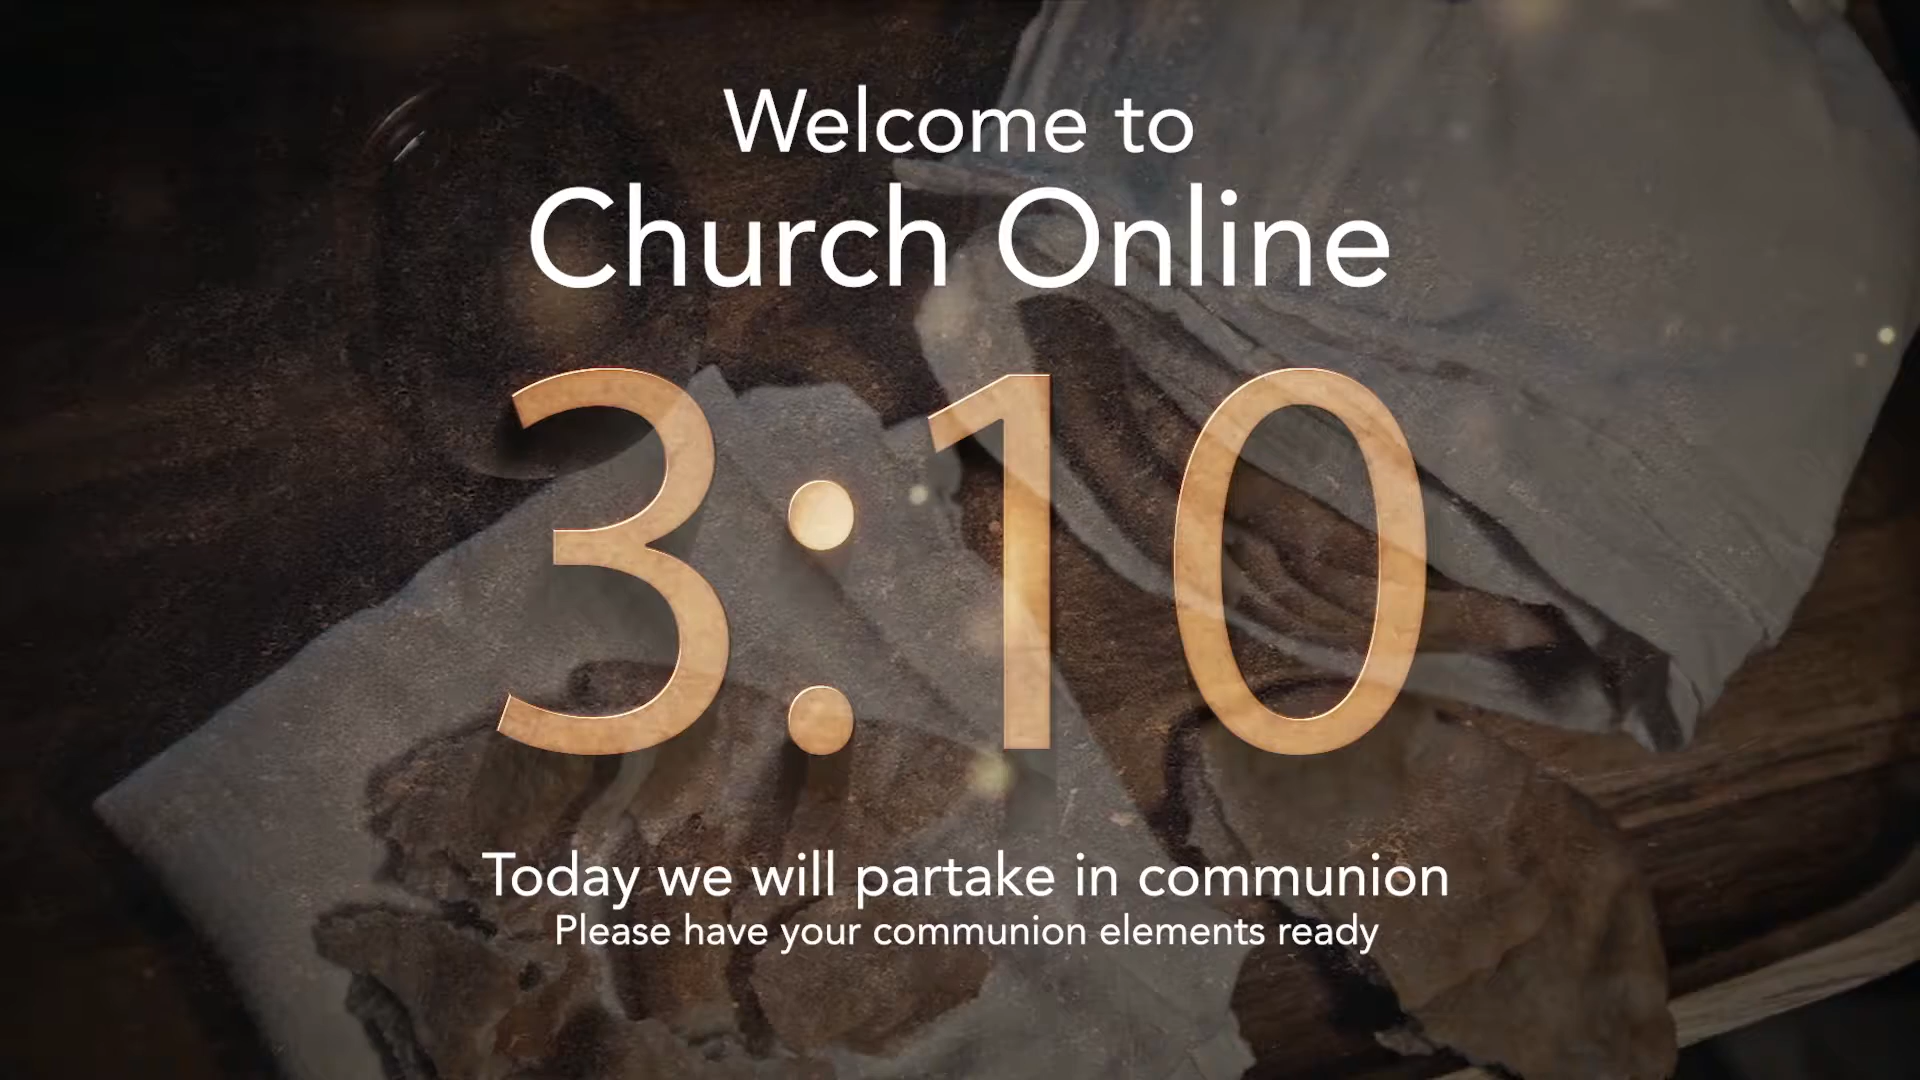 Welcome to
Church Online
3:10
Today we will partake in communion
Please have your communion elements ready